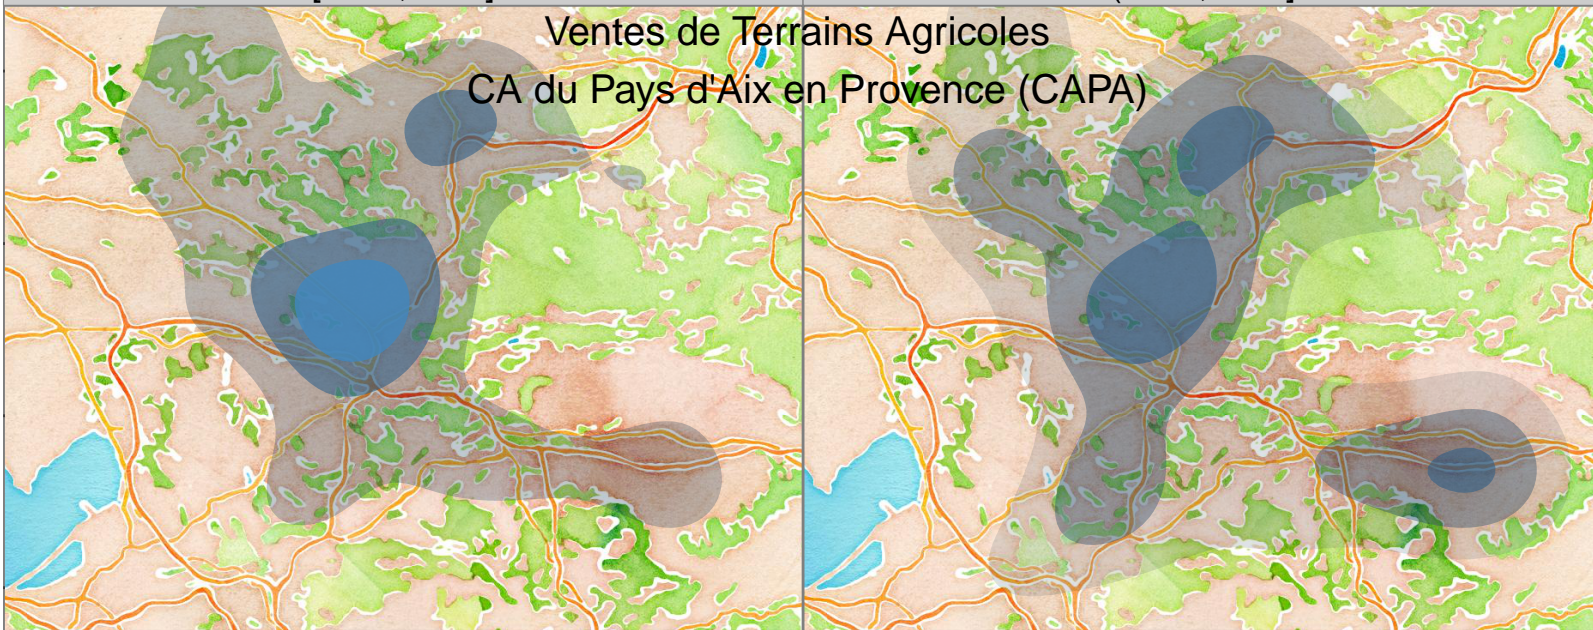 Ventes de Terrains Agricoles
CA du Pays d'Aix en Provence (CAPA)